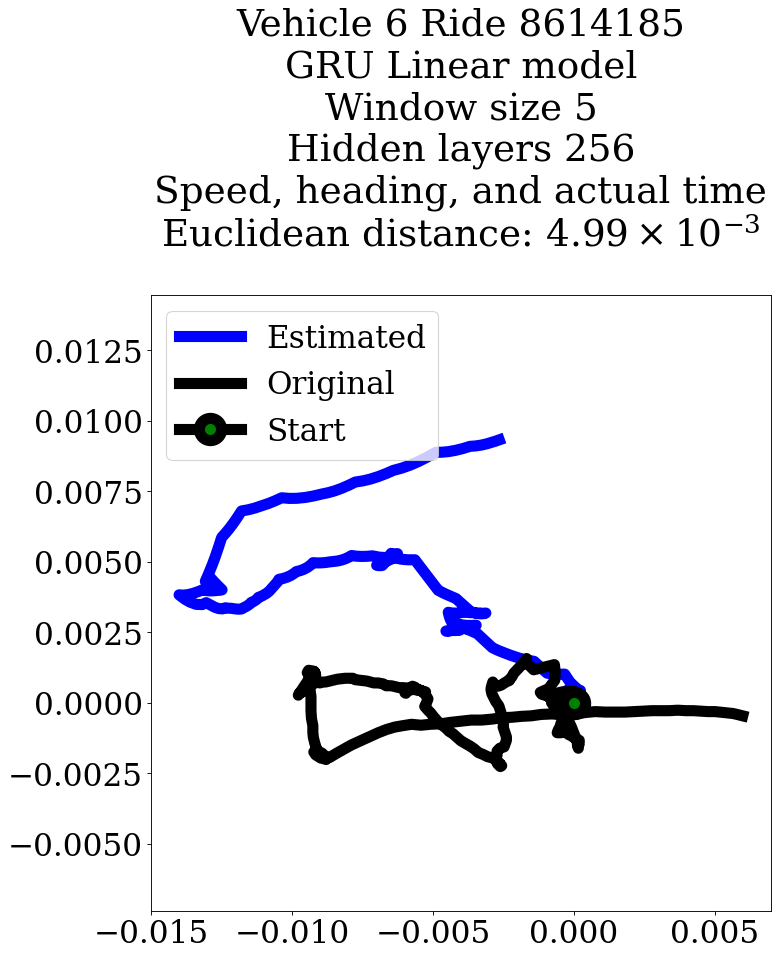 Vehicle 6 Ride 8614185
GRU Linear model
Window size 5
Hidden layers 256
Speed, heading, and actual time
Euclidean distance: 4.99 × 10⁻³
Estimated
Original
Start
0.0125
0.0100
0.0075
0.0050
0.0025
0.0000
−0.0025
−0.0050
−0.015 −0.010 −0.005 0.000 0.005